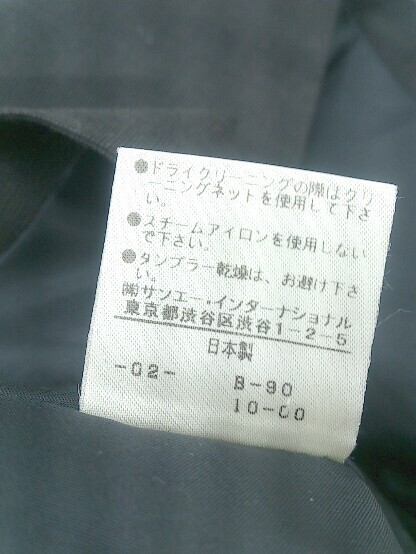 ●ドライクリーニングの際はクリ
ーニングネットを使用して下さ
い。
●スチームアイロンを使用しない
で下さい。
●タンブラー乾燥は、お避け下さ
い。
㈱サンエー・インターナショナル
東京都渋谷区渋谷1-2-5
日本製
-02- B-90
10-00